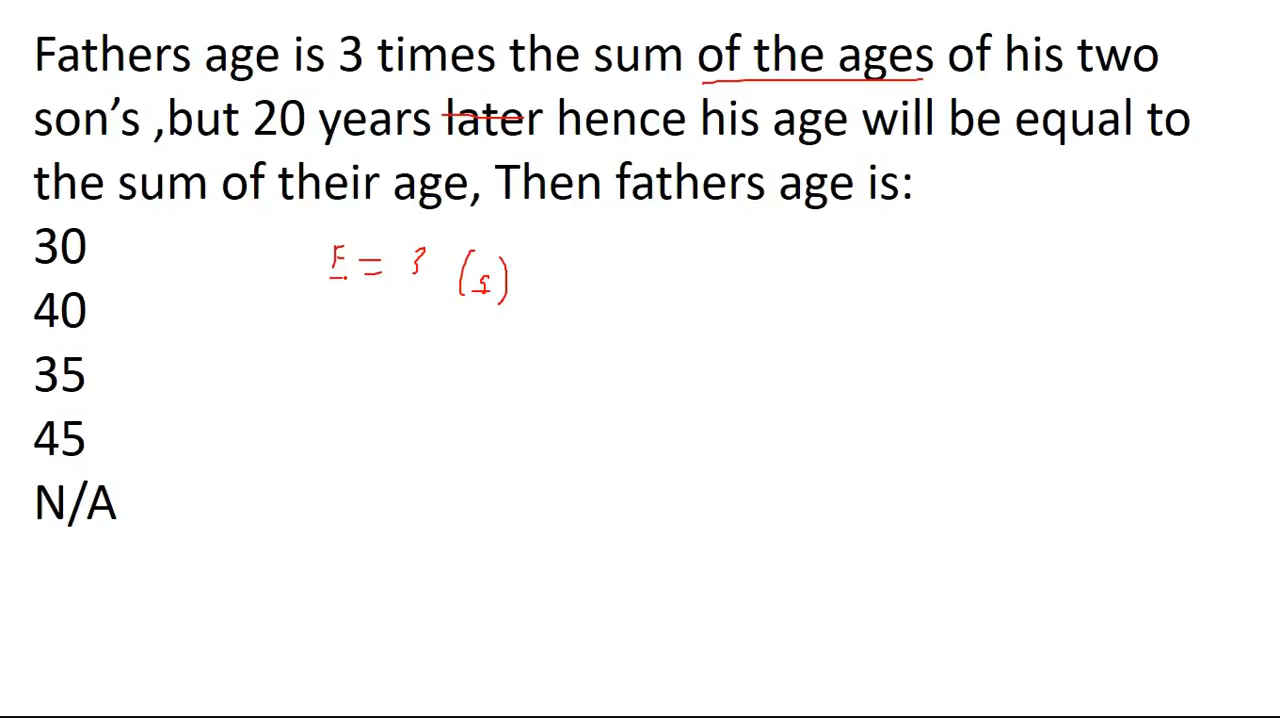 Fathers age is 3 times the sum of the ages of his two
son’s ,but 20 years later hence his age will be equal to
the sum of their age, Then fathers age is:
30
F = 3 (s)
40
35
45
N/A